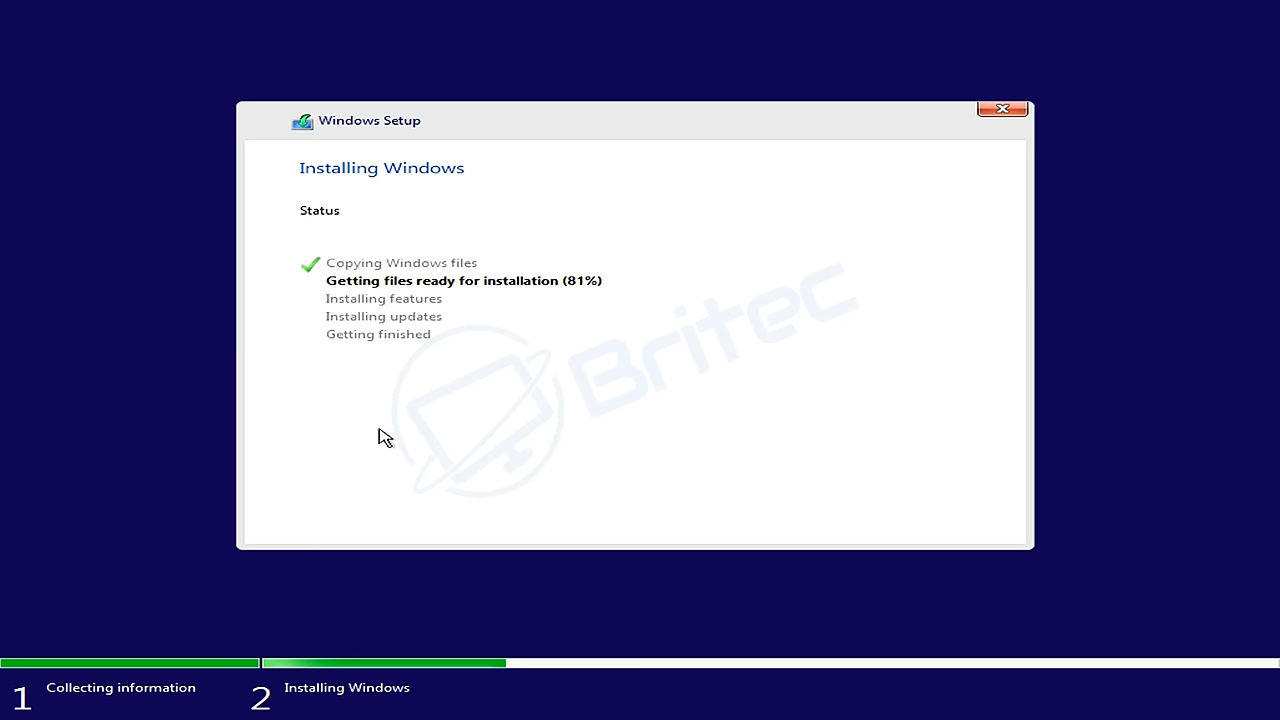 Windows Setup
Installing Windows
Status
Copying Windows files
Getting files ready for installation (81%)
Installing features
Installing updates
Getting finished
Britec
1 Collecting information
2 Installing Windows